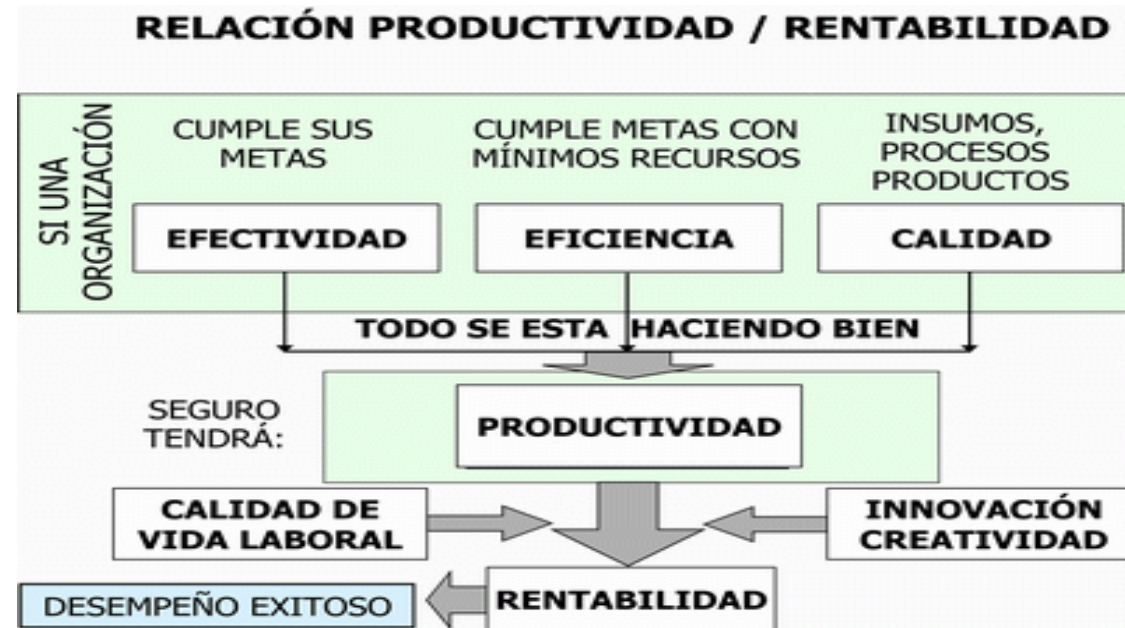 RELACIÓN PRODUCTIVIDAD / RENTABILIDAD
SI UNA
ORGANIZACIÓN
CUMPLE SUS
METAS
EFECTIVIDAD
CUMPLE METAS CON
MÍNIMOS RECURSOS
EFICIENCIA
INSUMOS,
PROCESOS
PRODUCTOS
CALIDAD
TODO SE ESTA HACIENDO BIEN
SEGURO
TENDRÁ:
PRODUCTIVIDAD
CALIDAD DE
VIDA LABORAL
INNOVACIÓN
CREATIVIDAD
RENTABILIDAD
DESEMPEÑO EXITOSO